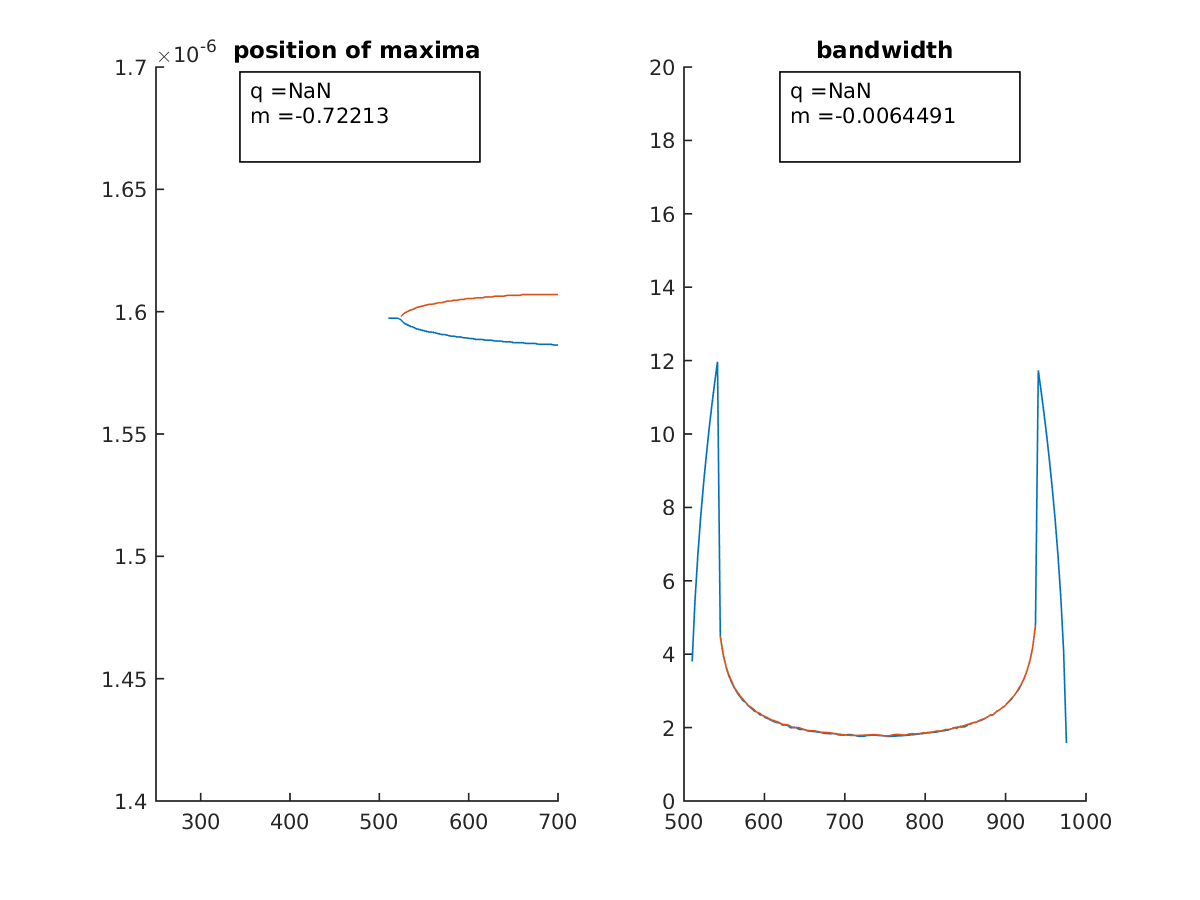 ×10-6
position of maxima
q =NaN
m =-0.72213
1.7
1.65
1.6
1.55
1.5
1.45
1.4
300 400 500 600 700
bandwidth
q =NaN
m =-0.0064491
20
18
16
14
12
10
8
6
4
2
0
500 600 700 800 900 1000